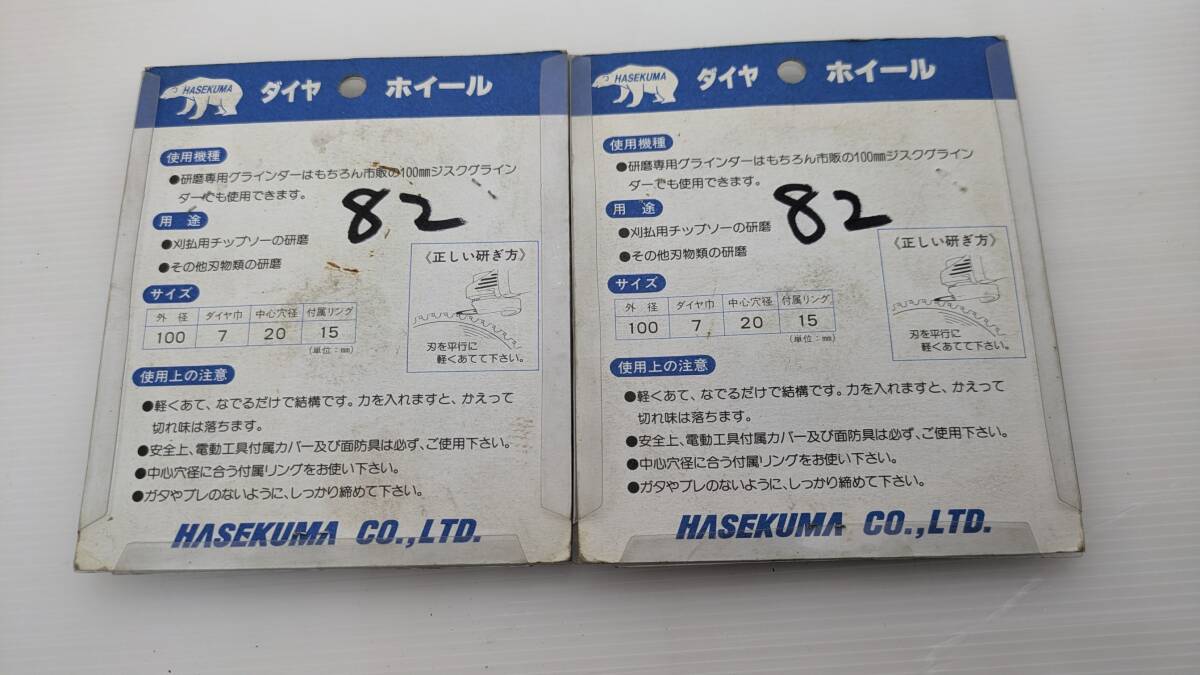 HASEKUMA
ダイヤ ホイール
使用機種
●研磨専用グラインダーはもちろん市販の100㎜ジスクグライン
ダーでも使用できます。
82
用 途
●刈払用チップソーの研磨
●その他刃物類の研磨
サイズ
外 径 ダイヤ巾 中心穴径 付属リング
100 7 20 15
(単位:㎜)
《正しい研ぎ方》
刃を平行に
軽くあてて下さい。
使用上の注意
●軽くあて、なでるだけで結構です。力を入れますと、かえって
切れ味は落ちます。
●安全上、電動工具付属カバー及び面防具は必ず、ご使用下さい。
●中心穴径に合う付属リングをお使い下さい。
●ガタやブレのないように、しっかり締めて下さい。
HASEKUMA CO.,LTD.
HASEKUMA
ダイヤ ホイール
使用機種
●研磨専用グラインダーはもちろん市販の100㎜ジスクグライン
ダーでも使用できます。
82
用 途
●刈払用チップソーの研磨
●その他刃物類の研磨
サイズ
外 径 ダイヤ巾 中心穴径 付属リング
100 7 20 15
(単位:㎜)
《正しい研ぎ方》
刃を平行に
軽くあてて下さい。
使用上の注意
●軽くあて、なでるだけで結構です。力を入れますと、かえって
切れ味は落ちます。
●安全上、電動工具付属カバー及び面防具は必ず、ご使用下さい。
●中心穴径に合う付属リングをお使い下さい。
●ガタやブレのないように、しっかり締めて下さい。
HASEKUMA CO.,LTD.